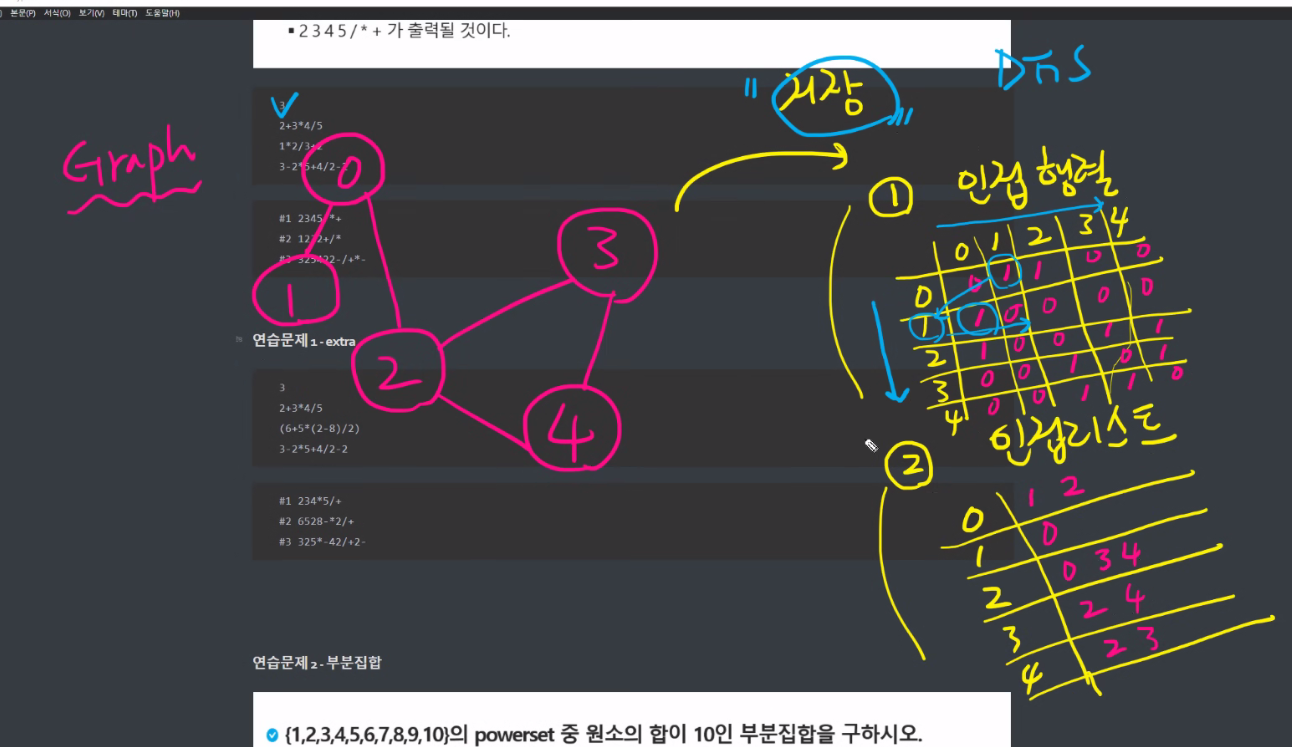 본문(P) 서식(O) 보기(V) 테마(T) 도움말(H)
▪ 2 3 4 5 / * + 가 출력될 것이다.
3
2+3*4/5
1*2/3+2
3-2*5+4/2-2
#1 2345/*+
#2 1232+/*
#3 325422-/+*-
연습문제 1 - extra
3
2+3*4/5
(6+5*(2-8)/2)
3-2*5+4/2-2
#1 234*5/+
#2 6528-*2/+
#3 325*-42/+2-
연습문제 2 - 부분집합
{1,2,3,4,5,6,7,8,9,10}의 powerset 중 원소의 합이 10인 부분집합을 구하시오.
Graph
0
1
2
3
4
"저장"
① 인접 행렬
0 1 2 3 4
0 0 1 1 0 0
1 1 0 0 0 0
2 1 0 0 1 1
3 0 0 1 0 1
4 0 0 1 1 0
② 인접리스트
0 1 2
1 0
2 0 3 4
3 2 4
4 2 3